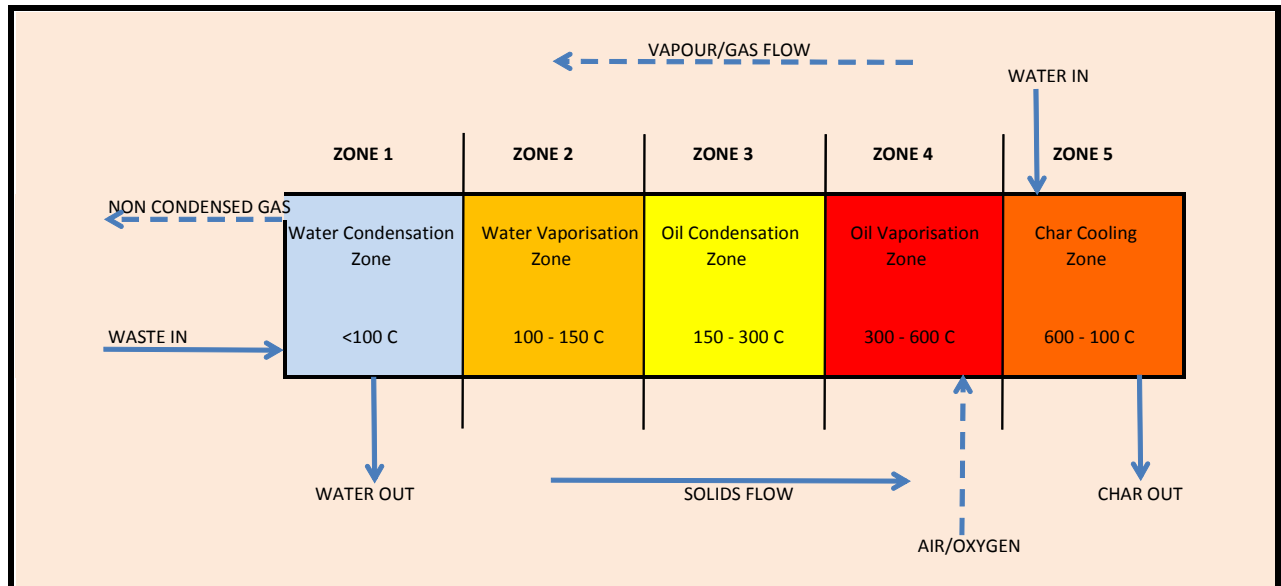 VAPOUR/GAS FLOW
WATER IN
ZONE 1
ZONE 2
ZONE 3
ZONE 4
ZONE 5
NON CONDENSED GAS
Water Condensation
Zone
Water Vaporisation
Zone
Oil Condensation
Zone
Oil Vaporisation
Zone
Char Cooling
Zone
WASTE IN
<100 C
100 - 150 C
150 - 300 C
300 - 600 C
600 - 100 C
WATER OUT
SOLIDS FLOW
CHAR OUT
AIR/OXYGEN